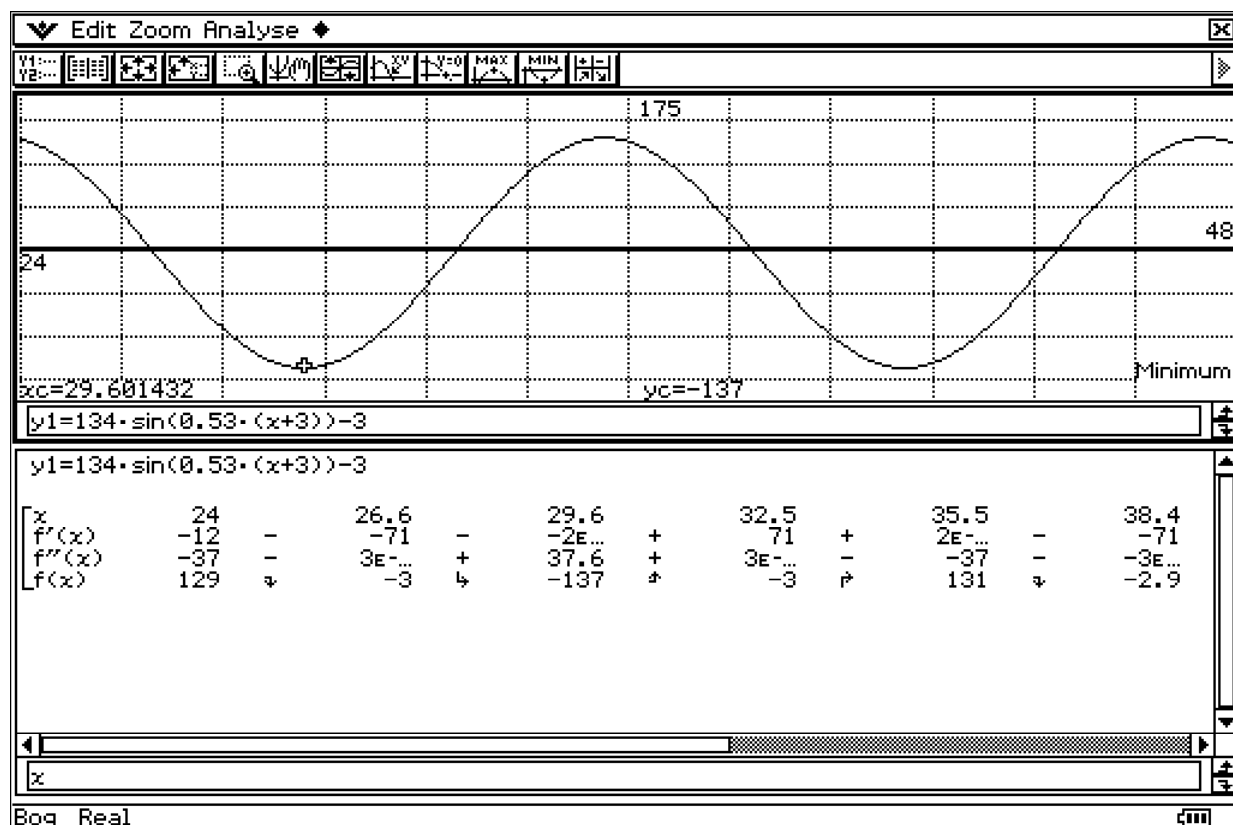 Edit Zoom Analyse
175
48
24
Minimum
xc=29.601432 yc=-137
y1=134·sin(0.53·(x+3))-3
y1=134·sin(0.53·(x+3))-3
x 24 26.6 29.6 32.5 35.5 38.4
f'(x) -12 - -71 - -2E… + 71 + 2E-… - -71
f''(x) -37 - 3E-… + 37.6 + 3E-… - -37 - -3E…
f(x) 129 -3 -137 -3 131 -2.9
x
Bog Real